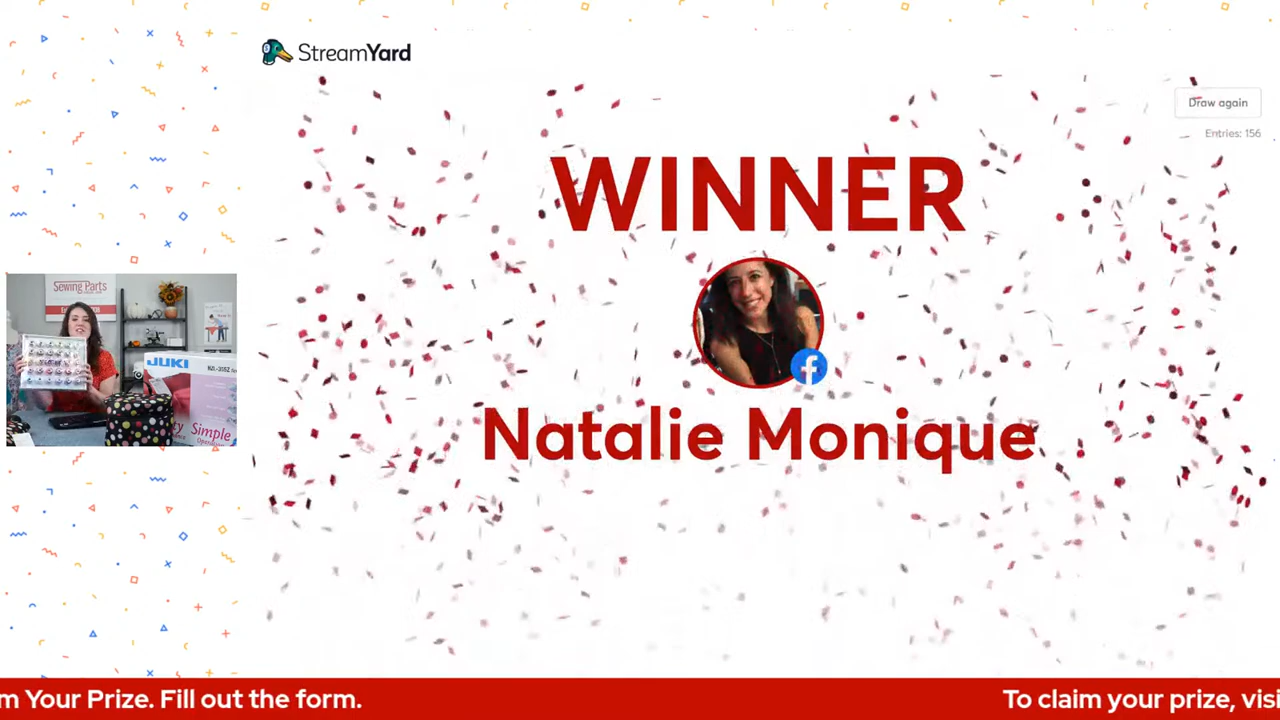 StreamYard
Draw again
Entries: 156
WINNER
Natalie Monique
Sewing Parts
JUKI
Simple
m Your Prize. Fill out the form.
To claim your prize, visi